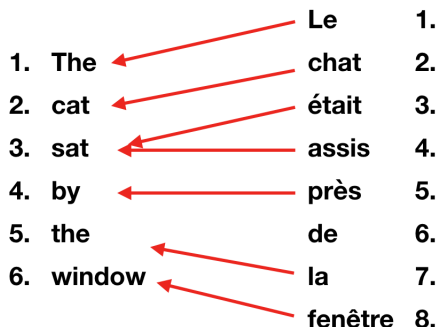 Le 1.
1. The chat 2.
2. cat était 3.
3. sat assis 4.
4. by près 5.
5. the de 6.
6. window la 7.
fenêtre 8.